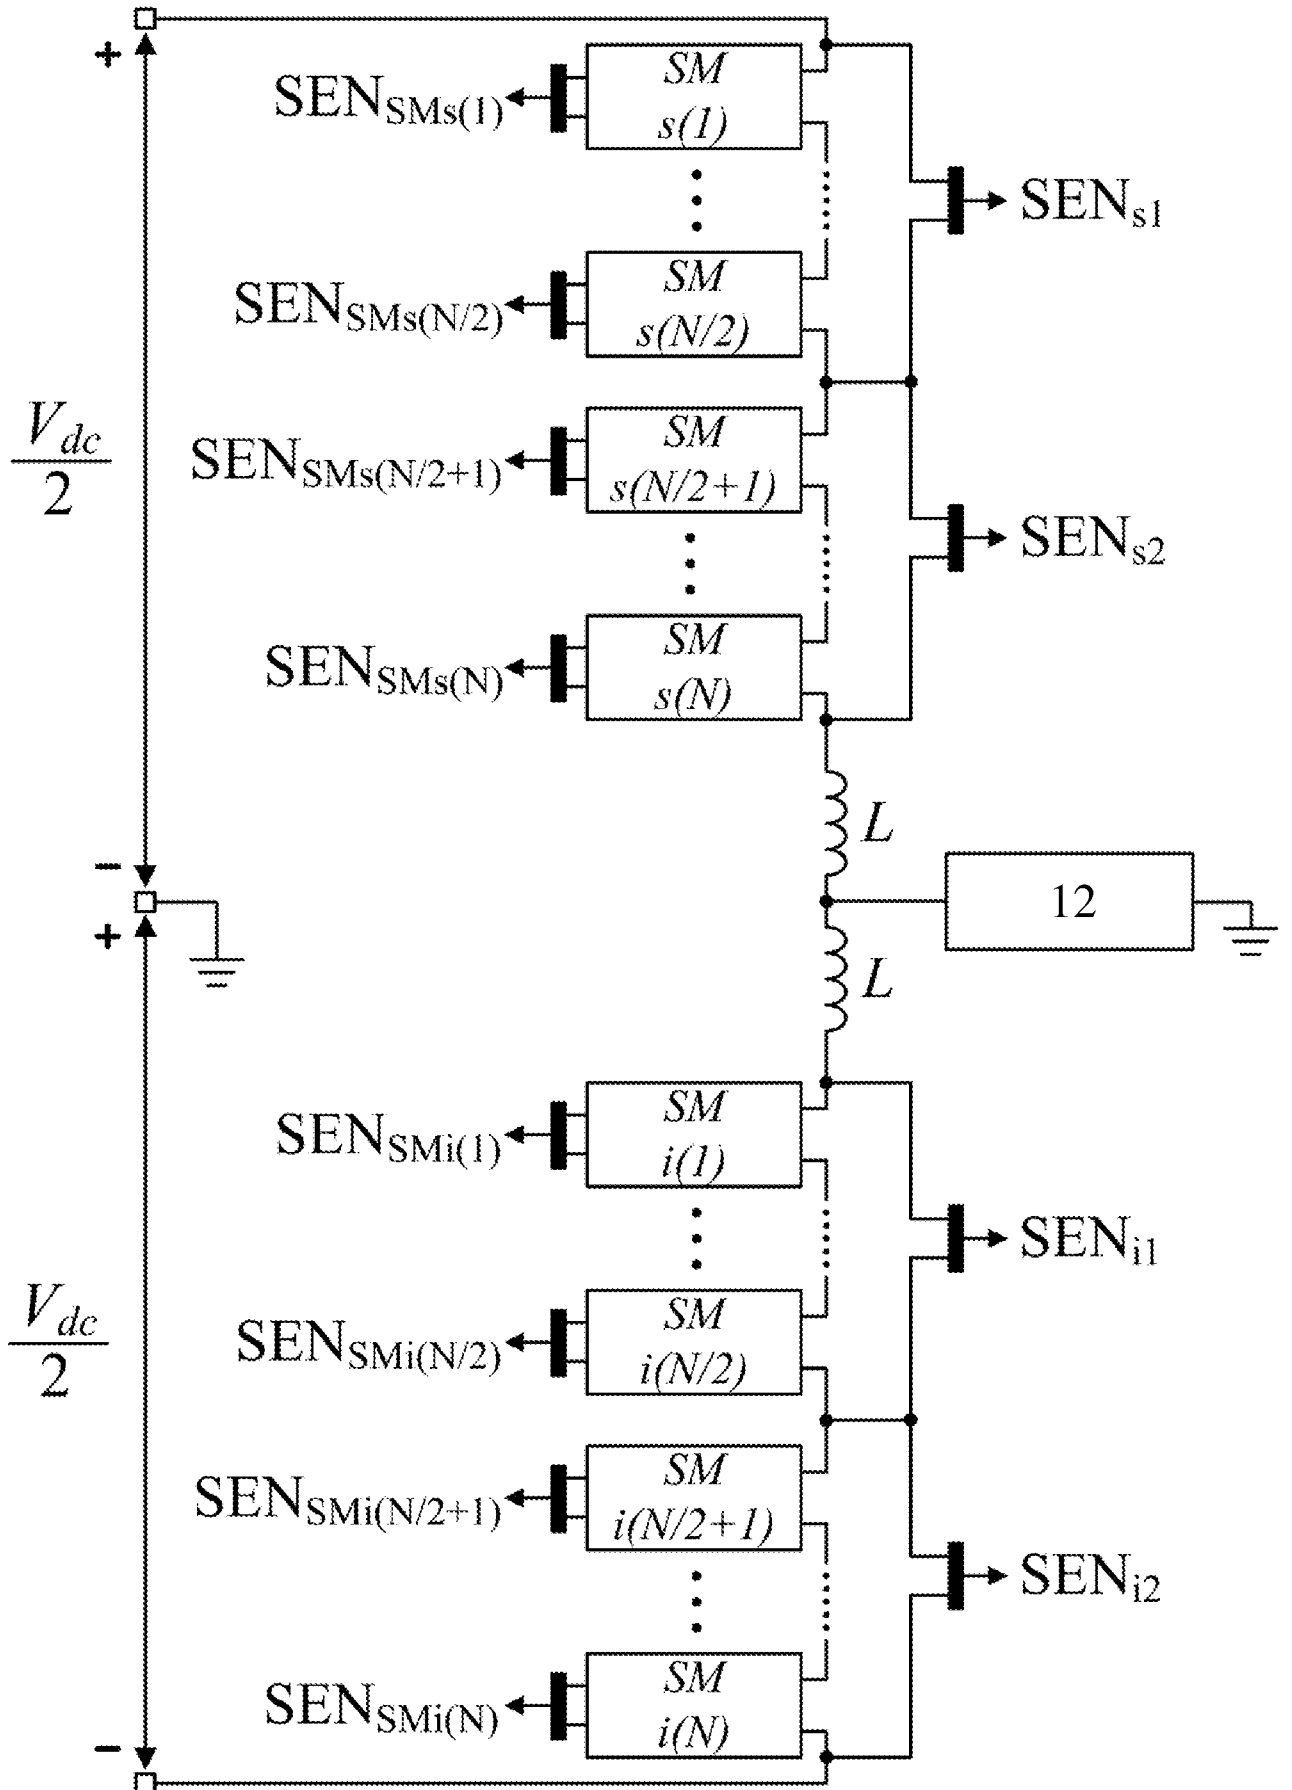 +
SEN_SMs(1)
SM
s(1)
SEN_s1
SEN_SMs(N/2)
SM
s(N/2)
V_dc
2
SEN_SMs(N/2+1)
SM
s(N/2+1)
SEN_s2
SEN_SMs(N)
SM
s(N)
L
−
12
+
L
SEN_SMi(1)
SM
i(1)
SEN_i1
V_dc
2
SEN_SMi(N/2)
SM
i(N/2)
SEN_SMi(N/2+1)
SM
i(N/2+1)
SEN_i2
SEN_SMi(N)
SM
i(N)
−